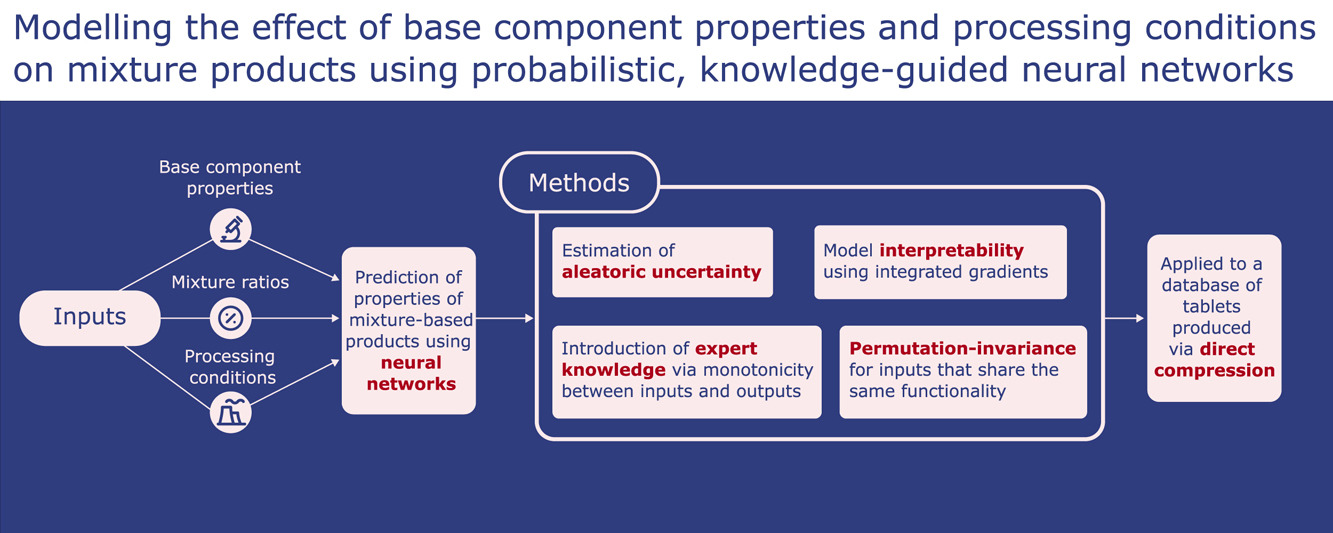 Modelling the effect of base component properties and processing conditions
on mixture products using probabilistic, knowledge-guided neural networks
Base component
properties
Mixture ratios
Inputs
Processing
conditions
Prediction of
properties of
mixture-based
products using
neural
networks
Methods
Estimation of
aleatoric uncertainty
Model interpretability
using integrated gradients
Introduction of expert
knowledge via monotonicity
between inputs and outputs
Permutation-invariance
for inputs that share the
same functionality
Applied to a
database of
tablets
produced
via direct
compression